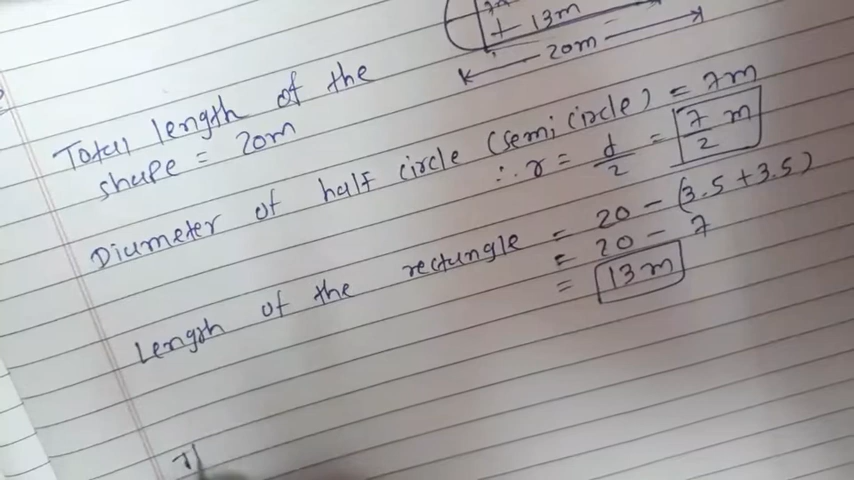 13m
20m
Total length of the
shape = 20m
Diameter of half circle (semi circle) = 7m
∴ r = d/2 = 7/2 m
Length of the rectangle = 20 - (3.5 + 3.5)
= 20 - 7
= 13m